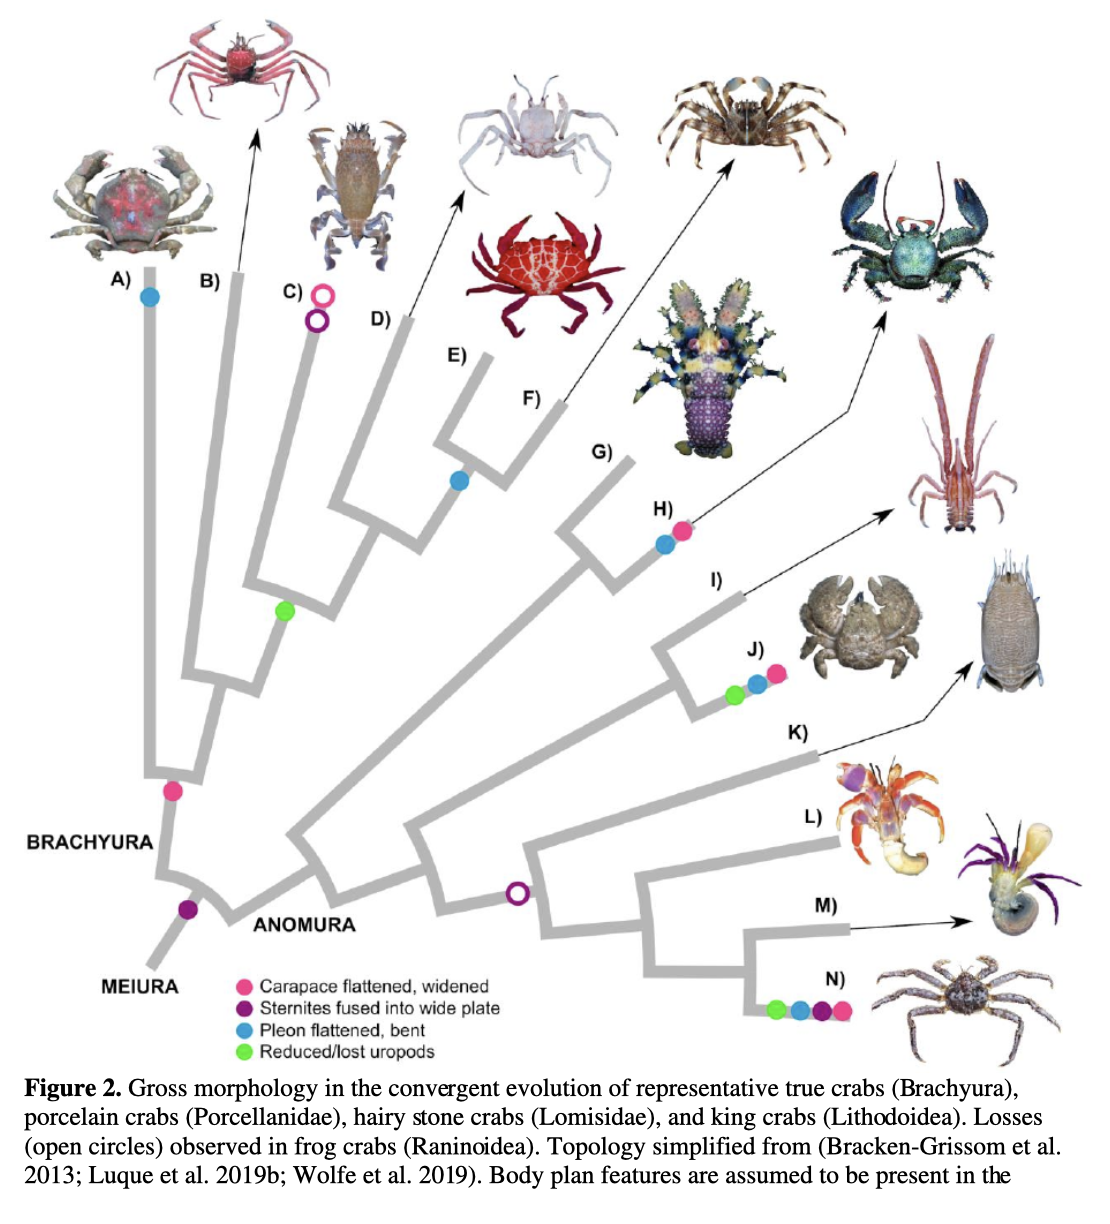 A)
B)
C)
D)
E)
F)
G)
H)
I)
J)
K)
L)
M)
N)
BRACHYURA
ANOMURA
MEIURA
Carapace flattened, widened
Sternites fused into wide plate
Pleon flattened, bent
Reduced/lost uropods
Figure 2. Gross morphology in the convergent evolution of representative true crabs (Brachyura),
porcelain crabs (Porcellanidae), hairy stone crabs (Lomisidae), and king crabs (Lithodoidea). Losses
(open circles) observed in frog crabs (Raninoidea). Topology simplified from (Bracken-Grissom et al.
2013; Luque et al. 2019b; Wolfe et al. 2019). Body plan features are assumed to be present in the